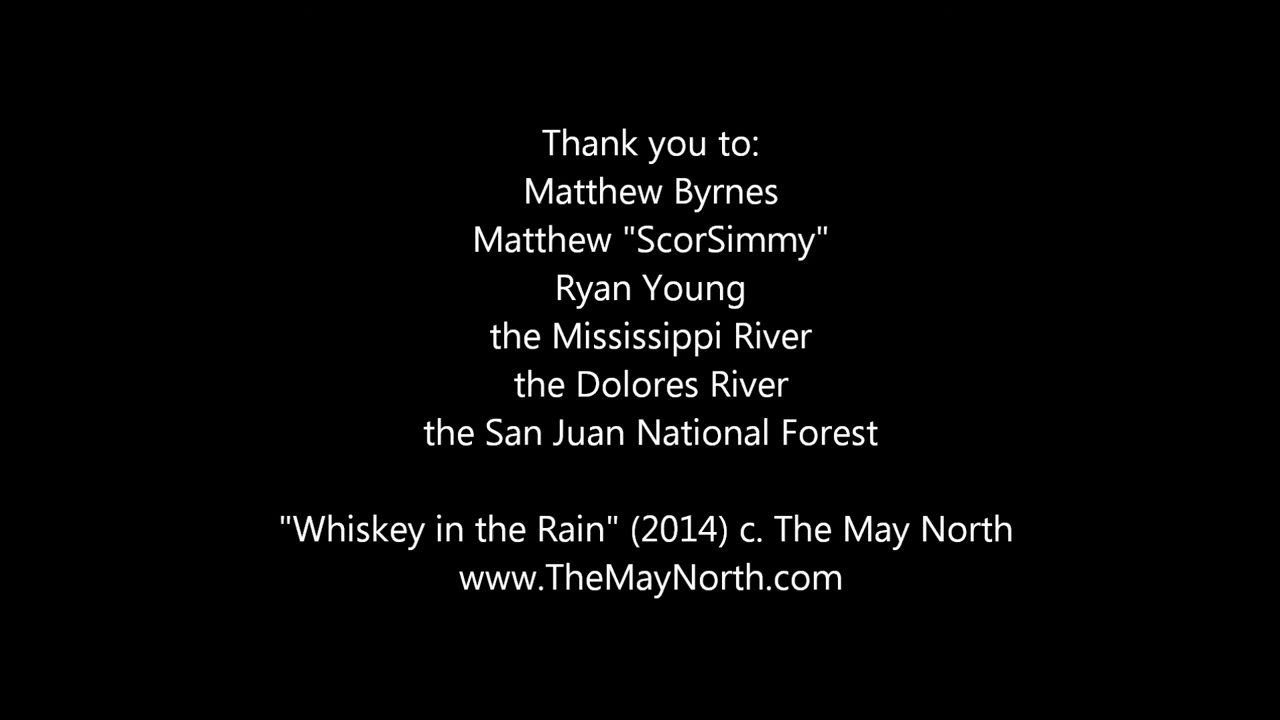 Thank you to:
Matthew Byrnes
Matthew "ScorSimmy"
Ryan Young
the Mississippi River
the Dolores River
the San Juan National Forest
"Whiskey in the Rain" (2014) c. The May North
www.TheMayNorth.com